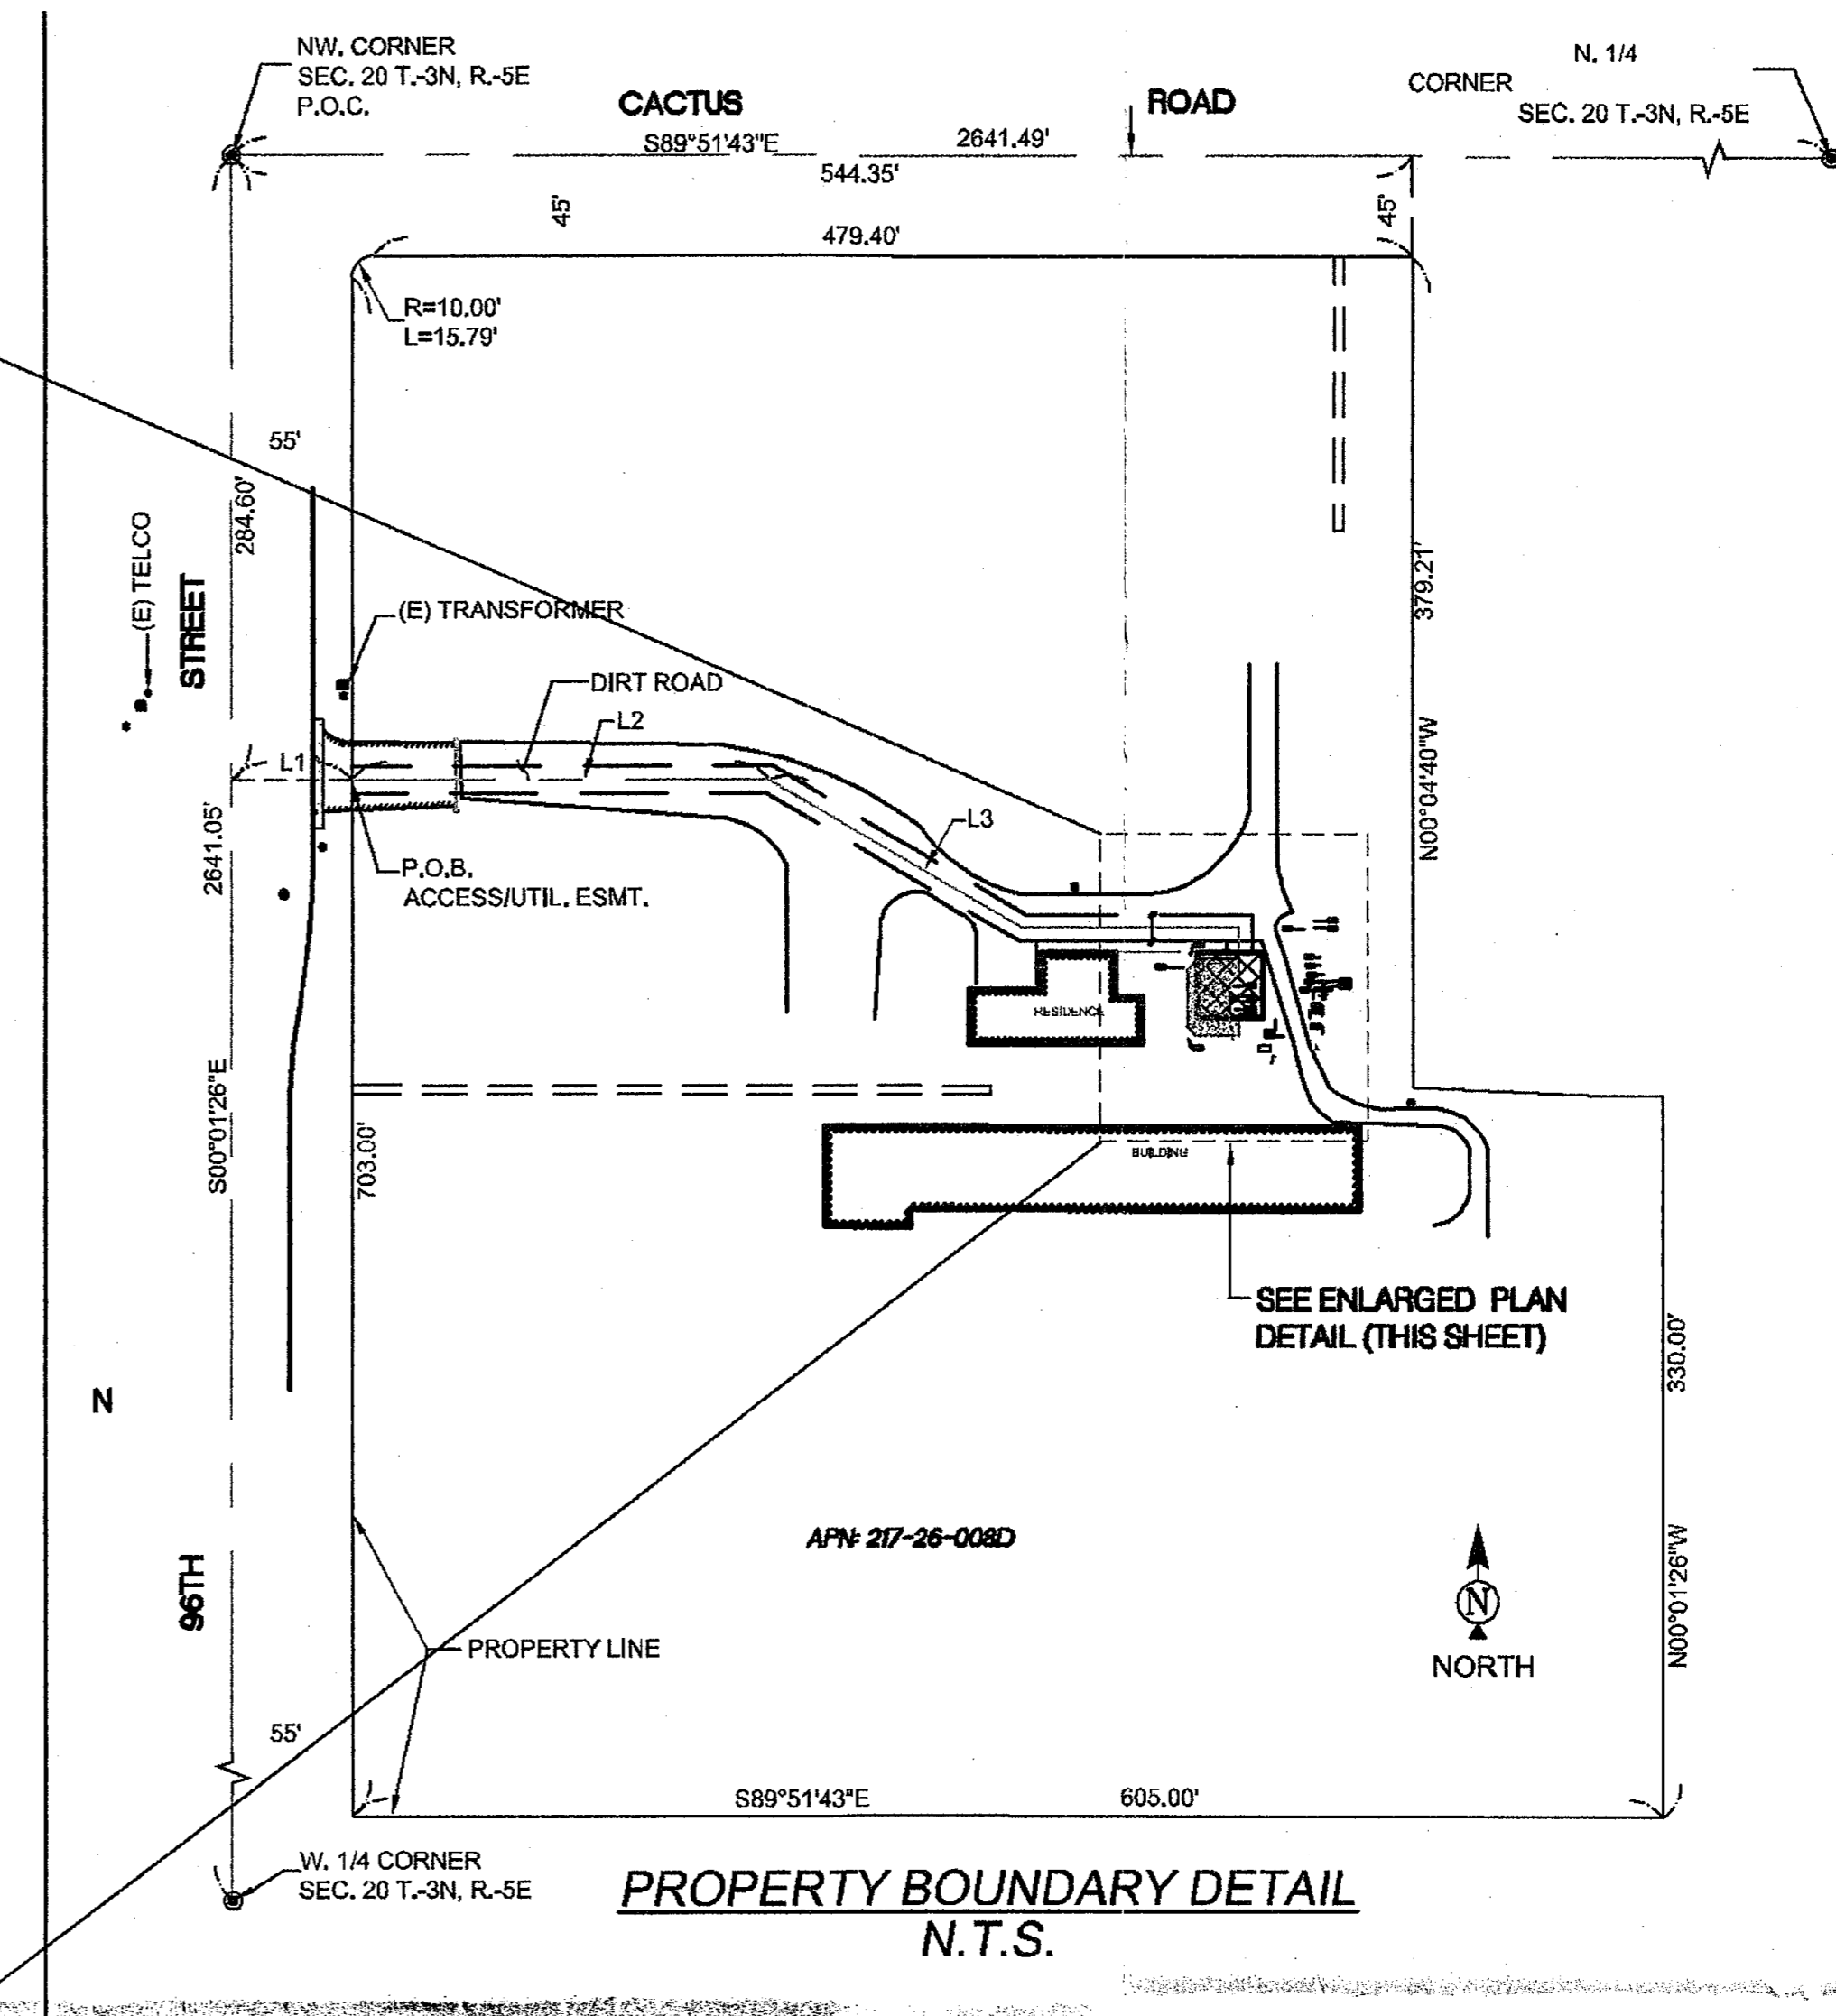 NW. CORNER
SEC. 20 T.-3N, R.-5E
P.O.C.
CACTUS ROAD
N. 1/4
CORNER
SEC. 20 T.-3N, R.-5E
S89°51'43"E 2641.49'
544.35'
45'
45'
479.40'
R=10.00'
L=15.79'
55'
284.60'
(E) TELCO
STREET
(E) TRANSFORMER
379.21'
DIRT ROAD
L2
L1
L3
N00°04'40"W
2641.05'
P.O.B.
ACCESS/UTIL. ESMT.
RESIDENCE
S00°01'26"E
703.00'
BUILDING
SEE ENLARGED PLAN
DETAIL (THIS SHEET)
330.00'
N
96TH
APN: 217-26-008D
N00°01'26"W
N
NORTH
PROPERTY LINE
55'
S89°51'43"E 605.00'
W. 1/4 CORNER
SEC. 20 T.-3N, R.-5E
PROPERTY BOUNDARY DETAIL
N.T.S.